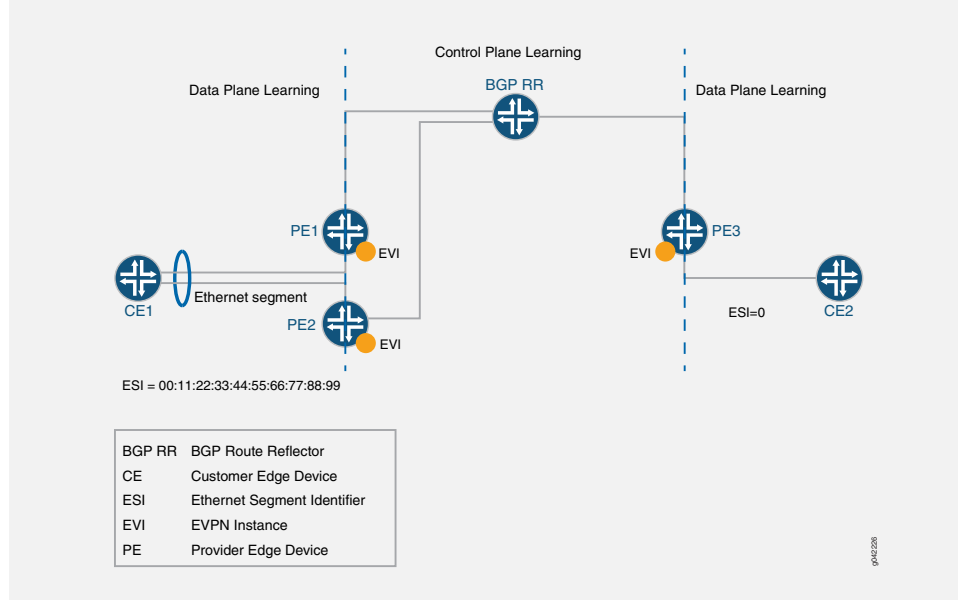 Control Plane Learning
BGP RR
Data Plane Learning
Data Plane Learning
PE1
EVI
EVI
PE3
Ethernet segment
CE1
PE2
EVI
ESI=0
CE2
ESI = 00:11:22:33:44:55:66:77:88:99
BGP RR BGP Route Reflector
CE Customer Edge Device
ESI Ethernet Segment Identifier
EVI EVPN Instance
PE Provider Edge Device
g042226